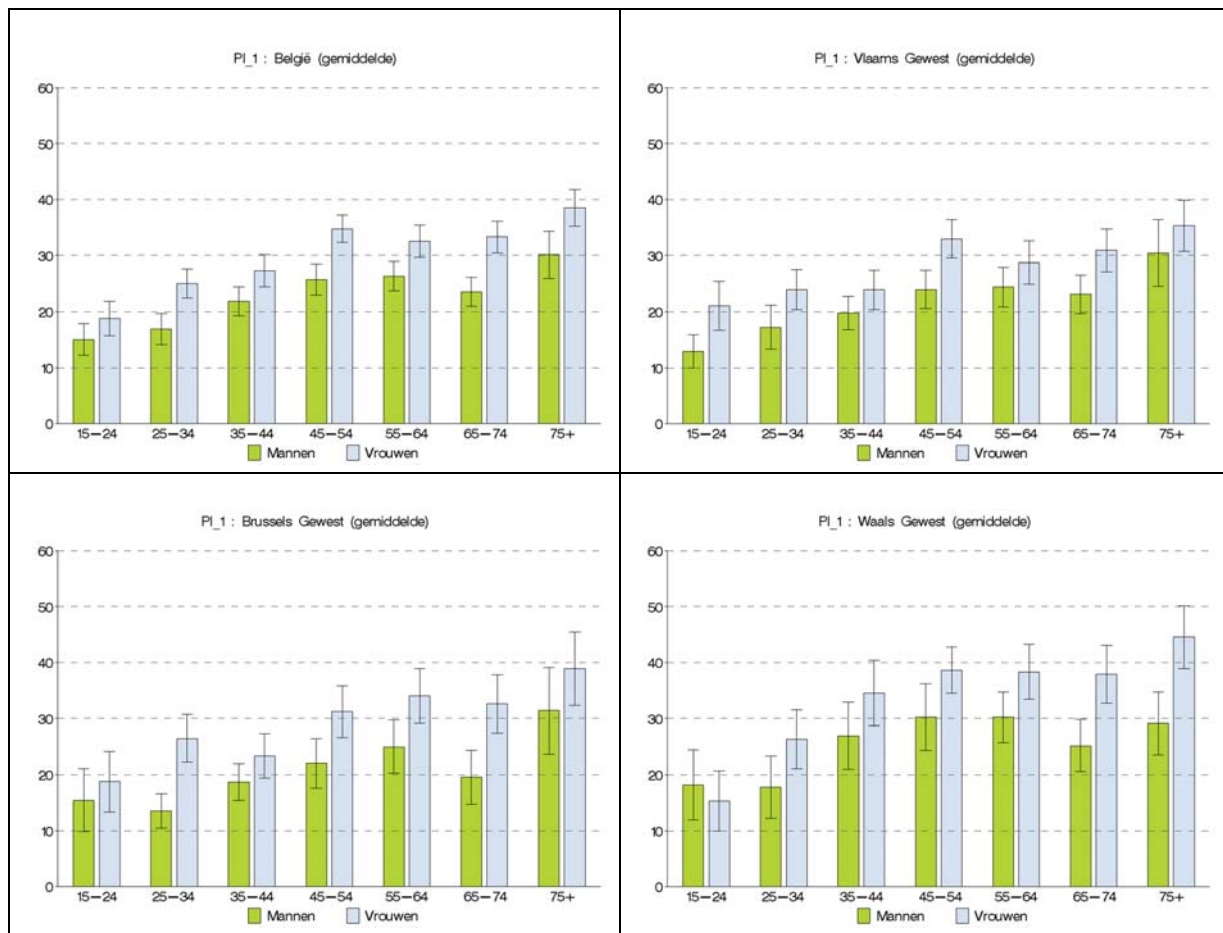 PI_1 : België (gemiddelde)
60
50
40
30
20
10
0
15-24 25-34 35-44 45-54 55-64 65-74 75+
Mannen Vrouwen
PI_1 : Vlaams Gewest (gemiddelde)
60
50
40
30
20
10
0
15-24 25-34 35-44 45-54 55-64 65-74 75+
Mannen Vrouwen
PI_1 : Brussels Gewest (gemiddelde)
60
50
40
30
20
10
0
15-24 25-34 35-44 45-54 55-64 65-74 75+
Mannen Vrouwen
PI_1 : Waals Gewest (gemiddelde)
60
50
40
30
20
10
0
15-24 25-34 35-44 45-54 55-64 65-74 75+
Mannen Vrouwen